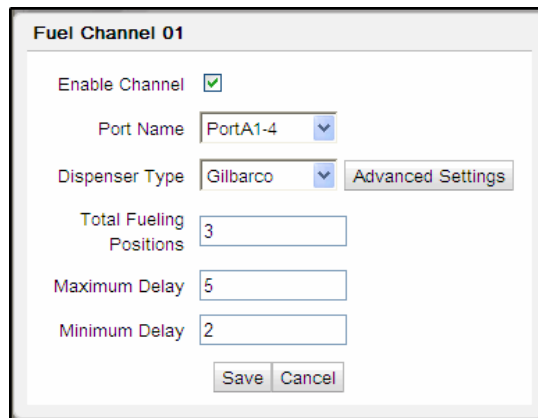 Fuel Channel 01
Enable Channel
Port Name PortA1-4
Dispenser Type Gilbarco Advanced Settings
Total Fueling
Positions 3
Maximum Delay 5
Minimum Delay 2
Save Cancel